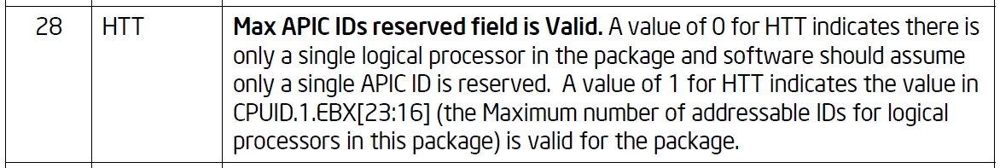 28 HTT Max APIC IDs reserved field is Valid. A value of 0 for HTT indicates there is
only a single logical processor in the package and software should assume
only a single APIC ID is reserved.  A value of 1 for HTT indicates the value in
CPUID.1.EBX[23:16] (the Maximum number of addressable IDs for logical
processors in this package) is valid for the package.